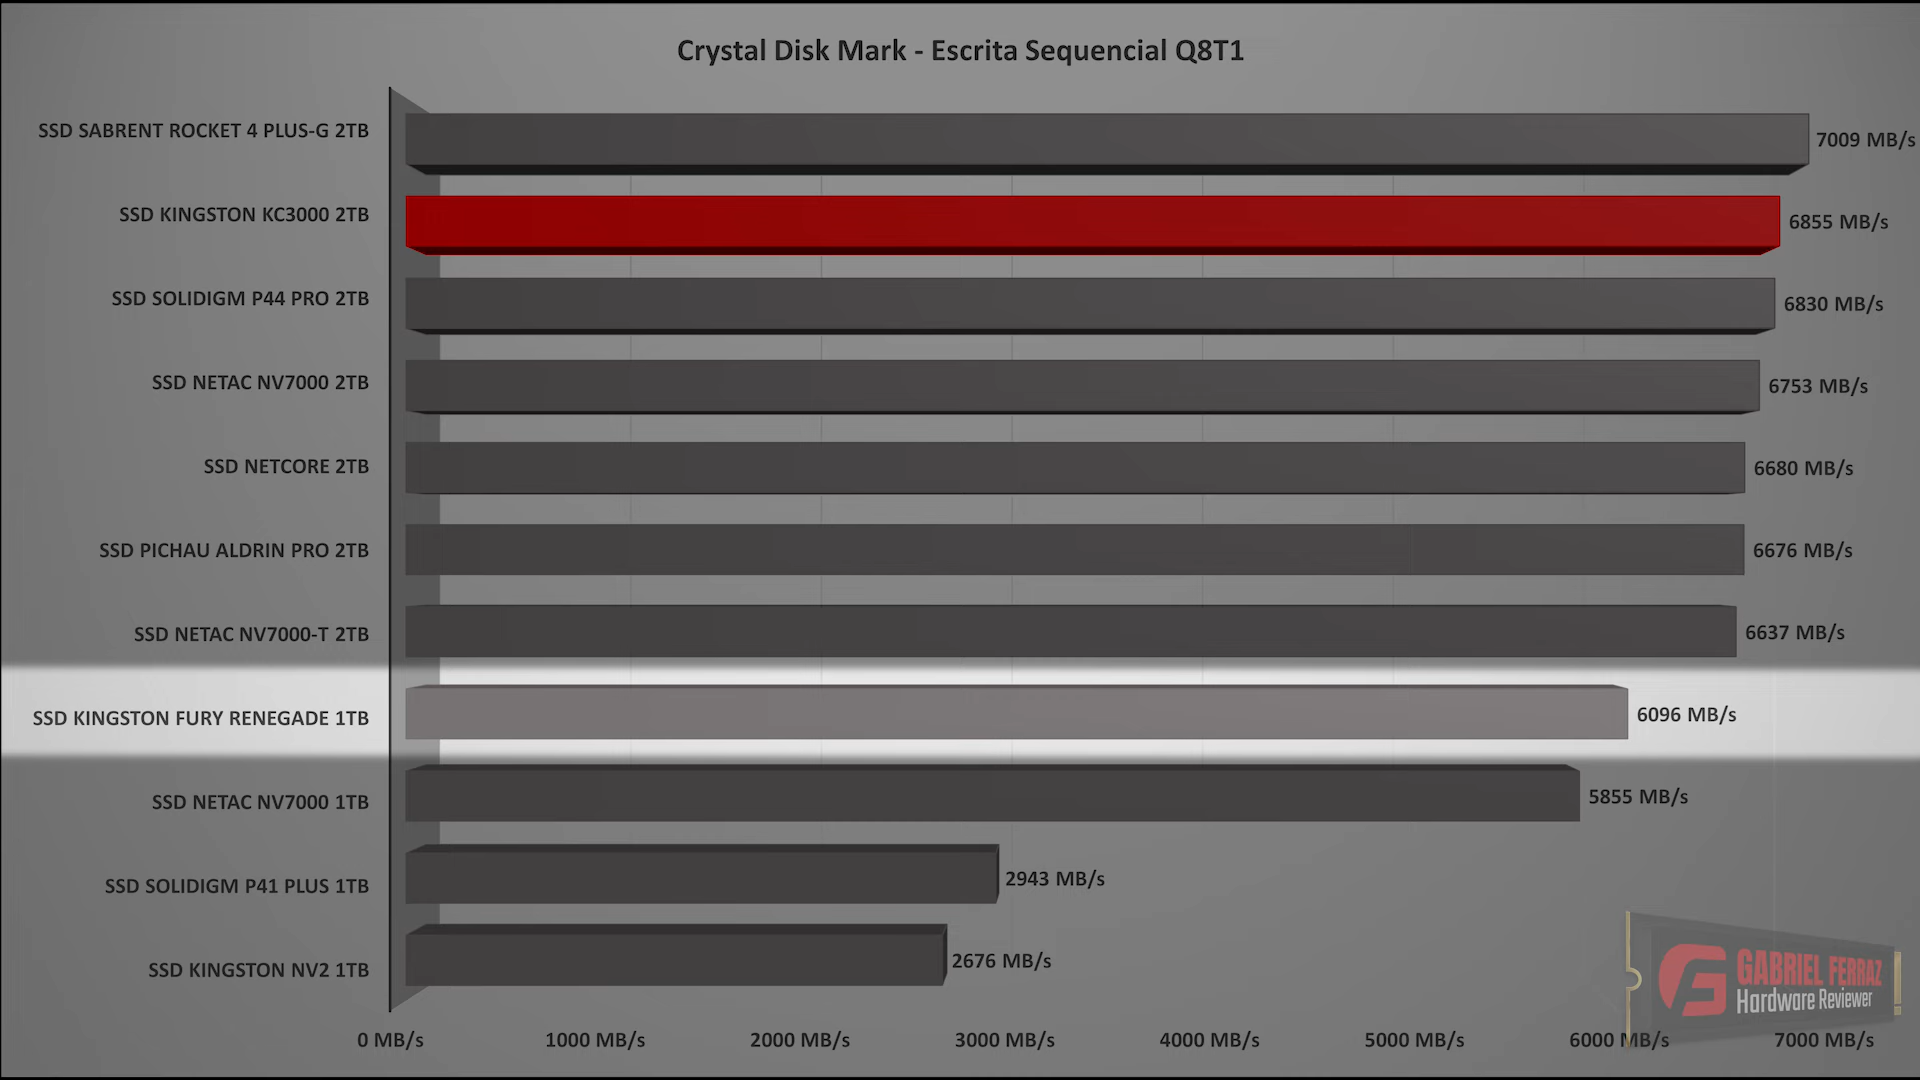 Crystal Disk Mark - Escrita Sequencial Q8T1
SSD SABRENT ROCKET 4 PLUS-G 2TB 7009 MB/s
SSD KINGSTON KC3000 2TB 6855 MB/s
SSD SOLIDIGM P44 PRO 2TB 6830 MB/s
SSD NETAC NV7000 2TB 6753 MB/s
SSD NETCORE 2TB 6680 MB/s
SSD PICHAU ALDRIN PRO 2TB 6676 MB/s
SSD NETAC NV7000-T 2TB 6637 MB/s
SSD KINGSTON FURY RENEGADE 1TB 6096 MB/s
SSD NETAC NV7000 1TB 5855 MB/s
SSD SOLIDIGM P41 PLUS 1TB 2943 MB/s
SSD KINGSTON NV2 1TB 2676 MB/s
0 MB/s 1000 MB/s 2000 MB/s 3000 MB/s 4000 MB/s 5000 MB/s 6000 MB/s 7000 MB/s
GABRIEL FERRAZ
Hardware Reviewer